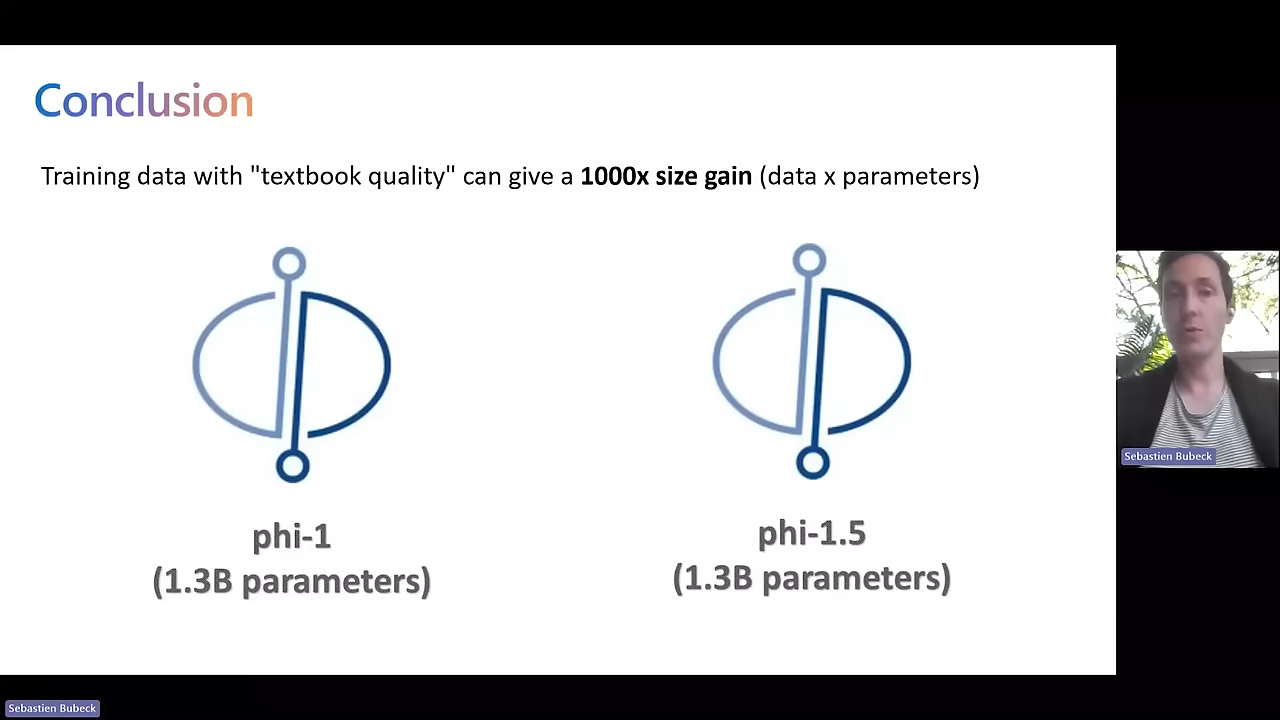 Conclusion
Training data with "textbook quality" can give a 1000x size gain (data x parameters)
phi-1
(1.3B parameters)
phi-1.5
(1.3B parameters)
Sebastien Bubeck
Sebastien Bubeck